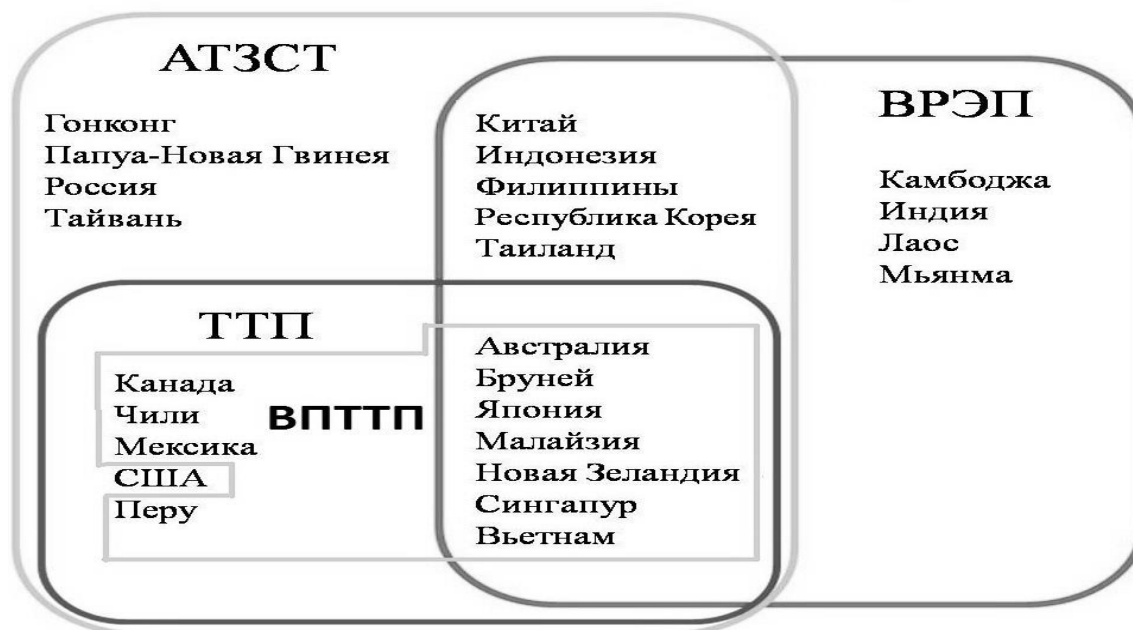 АТЗСТ
Гонконг
Папуа-Новая Гвинея
Россия
Тайвань
Китай
Индонезия
Филиппины
Республика Корея
Таиланд
ВРЭП
Камбоджа
Индия
Лаос
Мьянма
ТТП
Канада
Чили
Мексика
США
Перу
ВПТТП
Австралия
Бруней
Япония
Малайзия
Новая Зеландия
Сингапур
Вьетнам